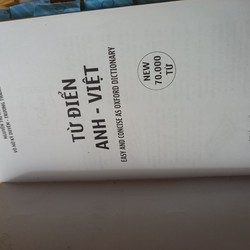 TỪ ĐIỂN
ANH - VIỆT
EASY AND CONCISE AS OXFORD DICTIONARY
NEW
70.000
TỪ